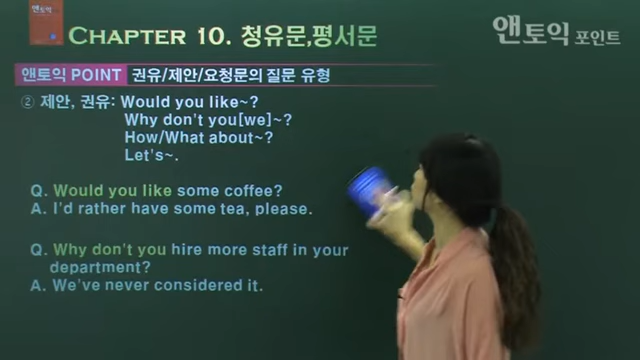 앤토익
CHAPTER 10. 청유문,평서문
앤토익 포인트
앤토익 POINT 권유/제안/요청문의 질문 유형
② 제안, 권유: Would you like~?
Why don't you[we]~?
How/What about~?
Let's~.
Q. Would you like some coffee?
A. I'd rather have some tea, please.
Q. Why don't you hire more staff in your
department?
A. We've never considered it.